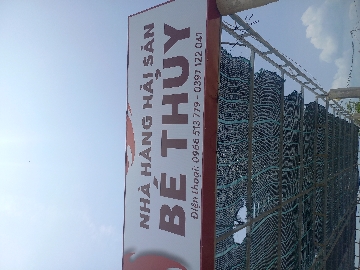 NHÀ HÀNG HẢI SẢN
BÉ THỦY
Điện thoại: 0966 513 779 - 0397 122 041